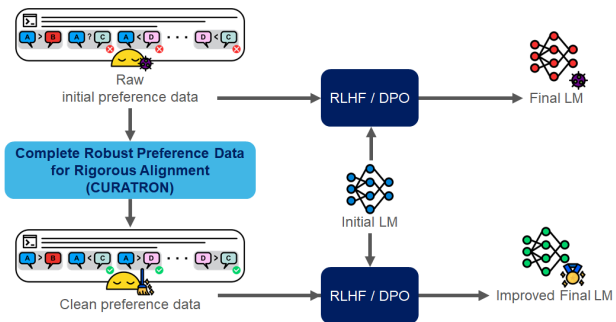 A > B A ? C A < D · · · D < C
Raw
initial preference data
RLHF / DPO
Final LM
Complete Robust Preference Data
for Rigorous Alignment
(CURATRON)
Initial LM
A > B A < C A > D · · · D > C
Clean preference data
RLHF / DPO
Improved Final LM